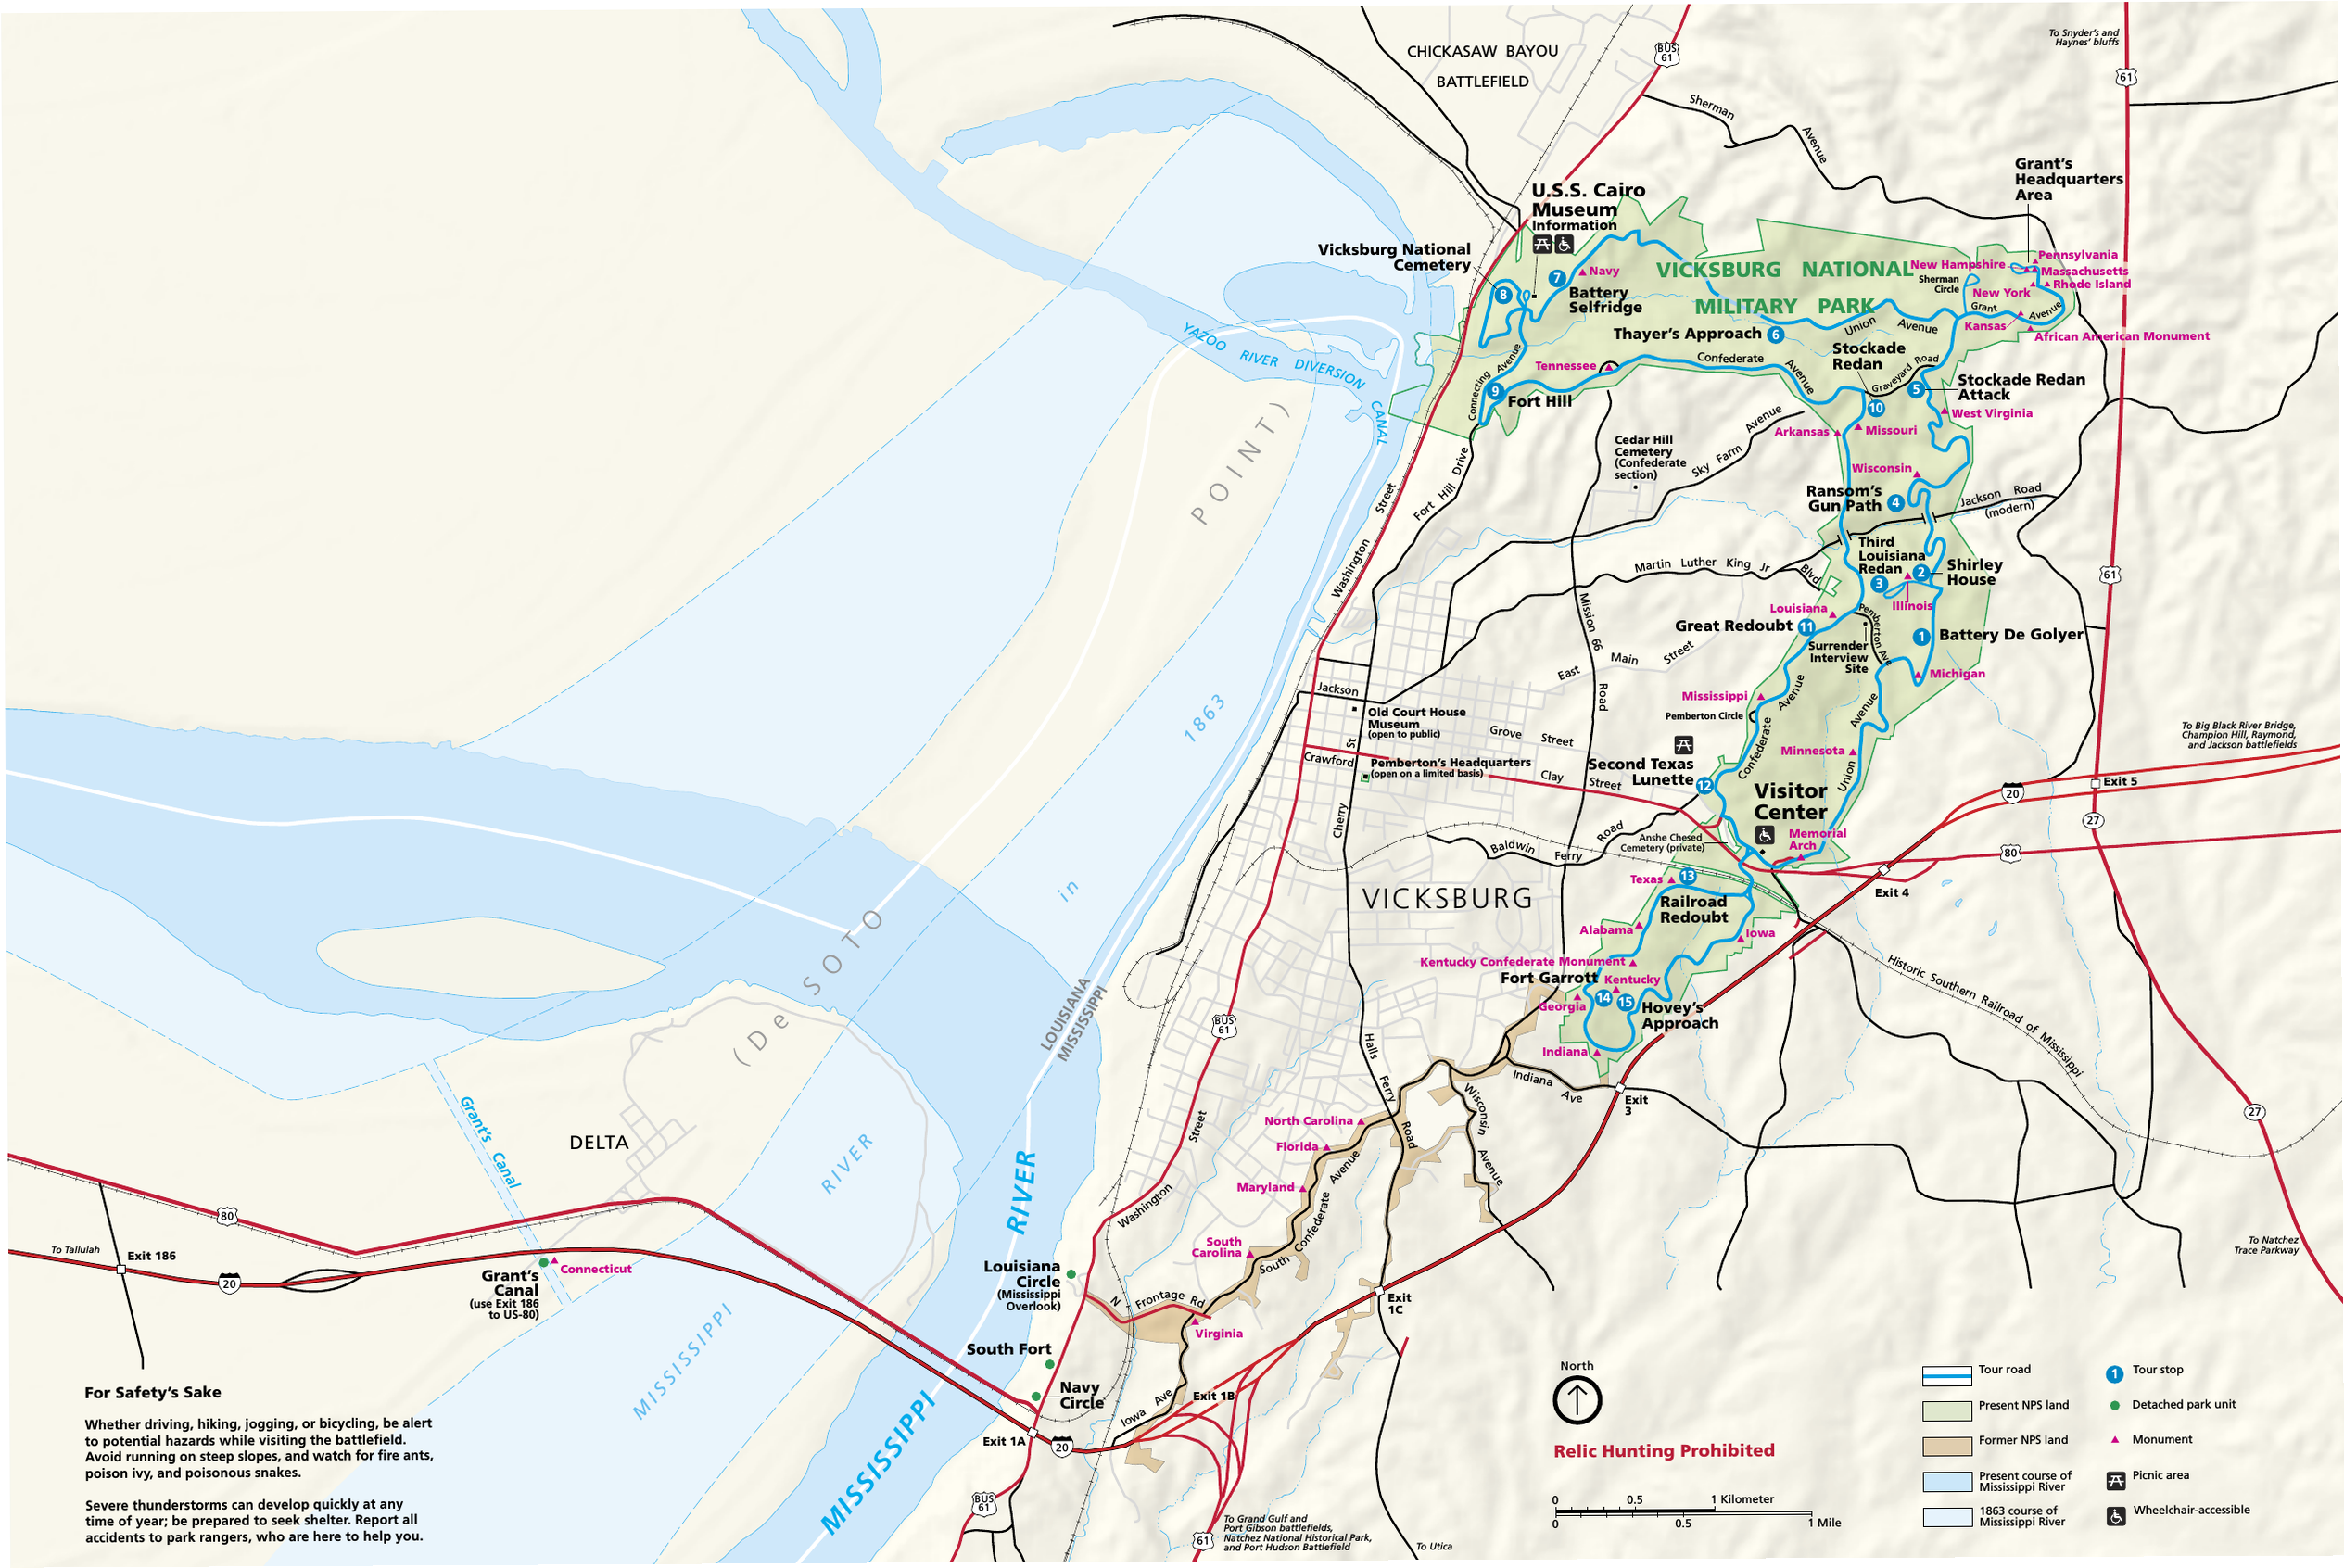 CHICKASAW BAYOU
BATTLEFIELD
BUS
61
To Snyder's and
Haynes' bluffs
61
Sherman
Avenue
Grant's
Headquarters
Area
U.S.S. Cairo
Museum
Information
Vicksburg National
Cemetery
8
7
Navy
Battery
Selfridge
VICKSBURG NATIONAL
MILITARY PARK
New Hampshire
Pennsylvania
Massachusetts
Rhode Island
Sherman
Circle
New York
Grant
Avenue
Kansas
African American Monument
Thayer's Approach
6
Union
Avenue
Stockade
Redan
Graveyard Road
5
Stockade Redan
Attack
10
West Virginia
Tennessee
Confederate
Avenue
Connecting
Avenue
9
Fort Hill
YAZOO RIVER DIVERSION
CANAL
POINT)
Arkansas
Missouri
Wisconsin
Cedar Hill
Cemetery
(Confederate
section)
Sky Farm
Avenue
Fort Hill Drive
Washington
Street
Ransom's
Gun Path
4
Jackson Road
(modern)
Third
Louisiana
Redan
3
2
Shirley
House
Illinois
Martin Luther King Jr
Blvd
61
Mission 66
Road
Louisiana
Great Redoubt
11
Pemberton Ave
Surrender
Interview
Site
1
Battery De Golyer
Michigan
East Main Street
Jackson
Old Court House
Museum
(open to public)
Mississippi
Pemberton Circle
Confederate
Avenue
Union
Avenue
Minnesota
Grove Street
Crawford
St
Pemberton's Headquarters
(open on a limited basis)
Clay
Street
Second Texas
Lunette
12
Visitor
Center
Memorial
Arch
Anshe Chesed
Cemetery (private)
Cherry
Baldwin Ferry Road
To Big Black River Bridge,
Champion Hill, Raymond,
and Jackson battlefields
20
Exit 5
27
80
Exit 4
1863
in
VICKSBURG
Texas
13
Railroad
Redoubt
Alabama
Iowa
Kentucky Confederate Monument
Fort Garrott
Kentucky
14
15
Georgia
Hovey's
Approach
Indiana
Historic Southern Railroad of Mississippi
(De SOTO
LOUISIANA
MISSISSIPPI
BUS
61
Halls
Ferry
Road
Indiana
Ave
Exit
3
Wisconsin
Avenue
27
Grant's Canal
DELTA
RIVER
RIVER
North Carolina
Florida
Maryland
South
Carolina
South Confederate Avenue
Washington
Street
80
To Tallulah
Exit 186
20
Connecticut
Grant's
Canal
(use Exit 186
to US-80)
Louisiana
Circle
(Mississippi
Overlook)
N Frontage Rd
Virginia
Exit
1C
To Natchez
Trace Parkway
MISSISSIPPI
MISSISSIPPI
South Fort
Navy
Circle
Iowa Ave
Exit 1B
Exit 1A
20
BUS
61
61
To Grand Gulf and
Port Gibson battlefields,
Natchez National Historical Park,
and Port Hudson Battlefield
To Utica
For Safety's Sake
Whether driving, hiking, jogging, or bicycling, be alert
to potential hazards while visiting the battlefield.
Avoid running on steep slopes, and watch for fire ants,
poison ivy, and poisonous snakes.
Severe thunderstorms can develop quickly at any
time of year; be prepared to seek shelter. Report all
accidents to park rangers, who are here to help you.
North
Relic Hunting Prohibited
0 0.5 1 Kilometer
0 0.5 1 Mile
Tour road
Present NPS land
Former NPS land
Present course of
Mississippi River
1863 course of
Mississippi River
1
Tour stop
Detached park unit
Monument
Picnic area
Wheelchair-accessible